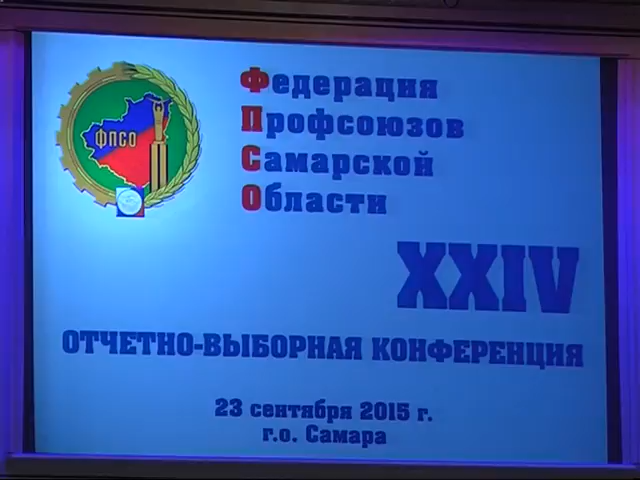 ФПСО
Федерация
Профсоюзов
Самарской
Области
XXIV
ОТЧЕТНО-ВЫБОРНАЯ КОНФЕРЕНЦИЯ
23 сентября 2015 г.
г.о. Самара